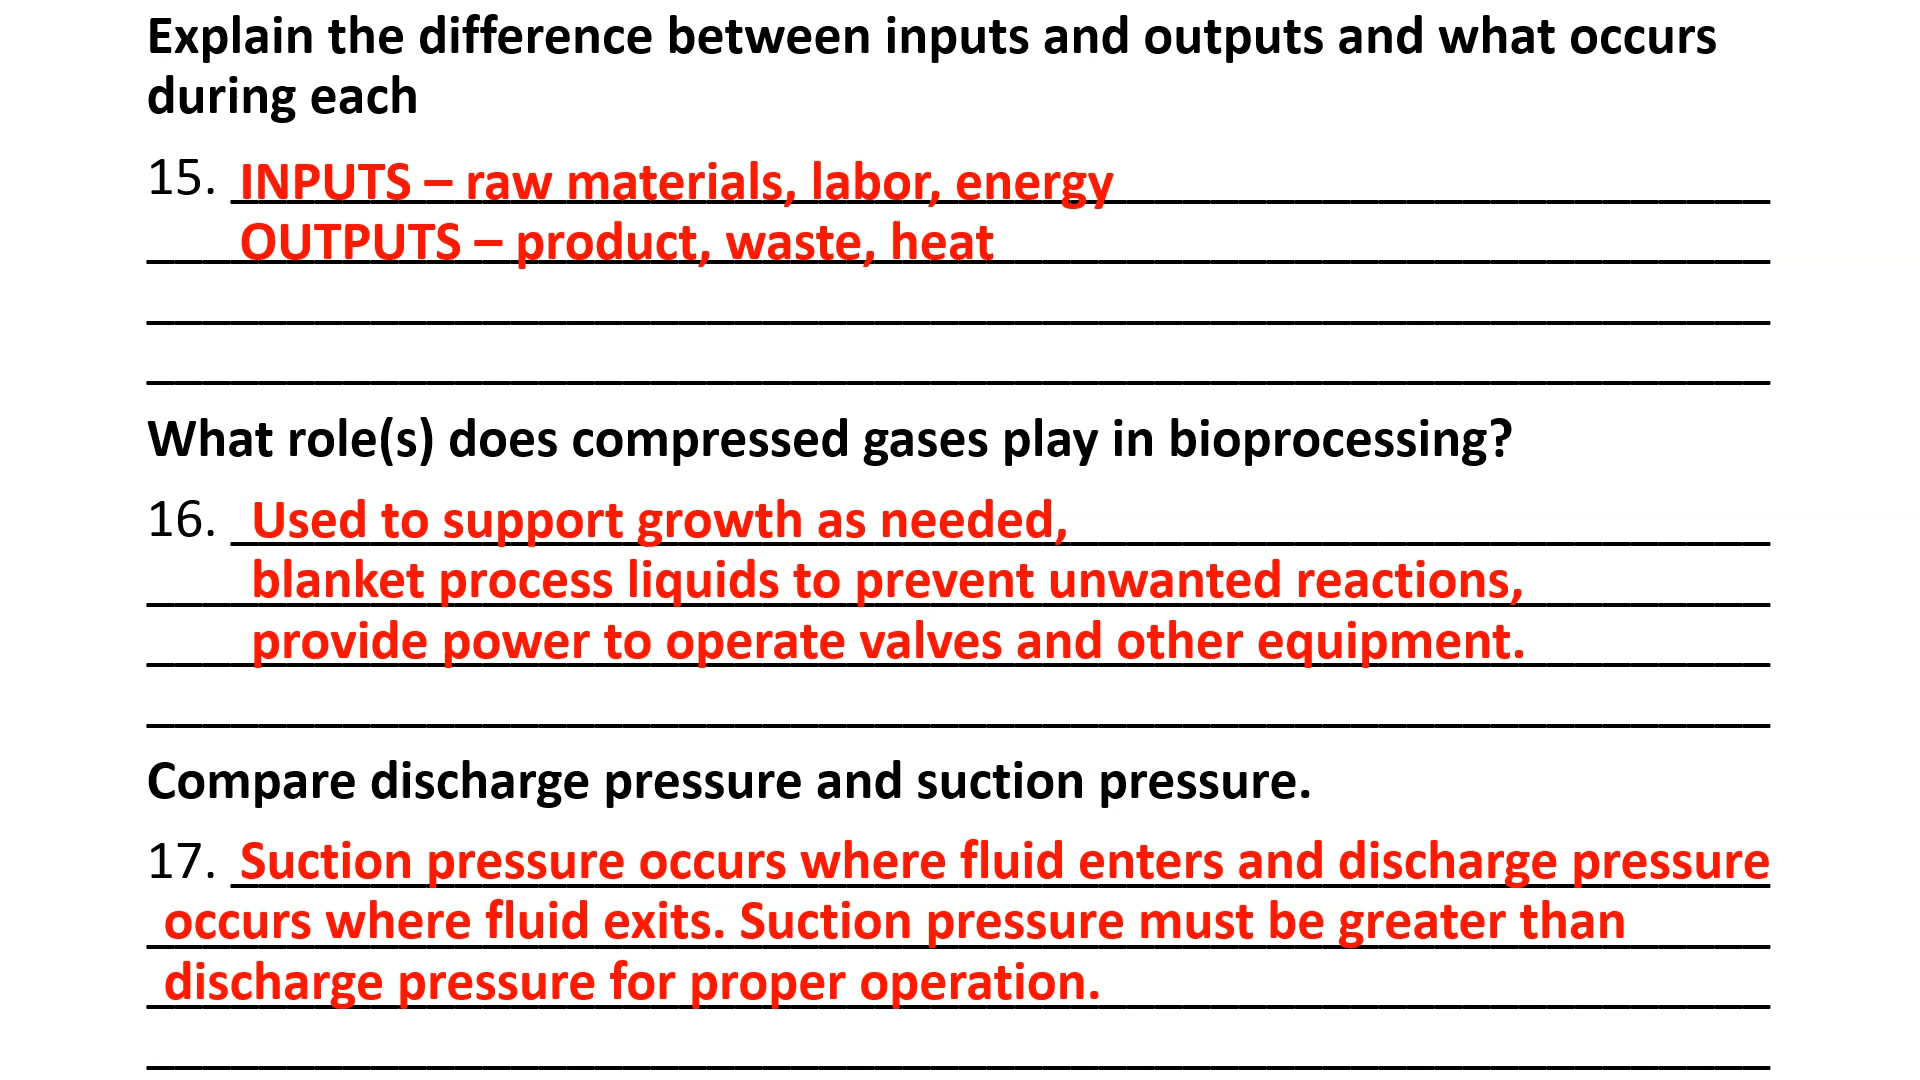 Explain the difference between inputs and outputs and what occurs
during each
15. INPUTS – raw materials, labor, energy
OUTPUTS – product, waste, heat
What role(s) does compressed gases play in bioprocessing?
16. Used to support growth as needed,
blanket process liquids to prevent unwanted reactions,
provide power to operate valves and other equipment.
Compare discharge pressure and suction pressure.
17. Suction pressure occurs where fluid enters and discharge pressure
occurs where fluid exits. Suction pressure must be greater than
discharge pressure for proper operation.